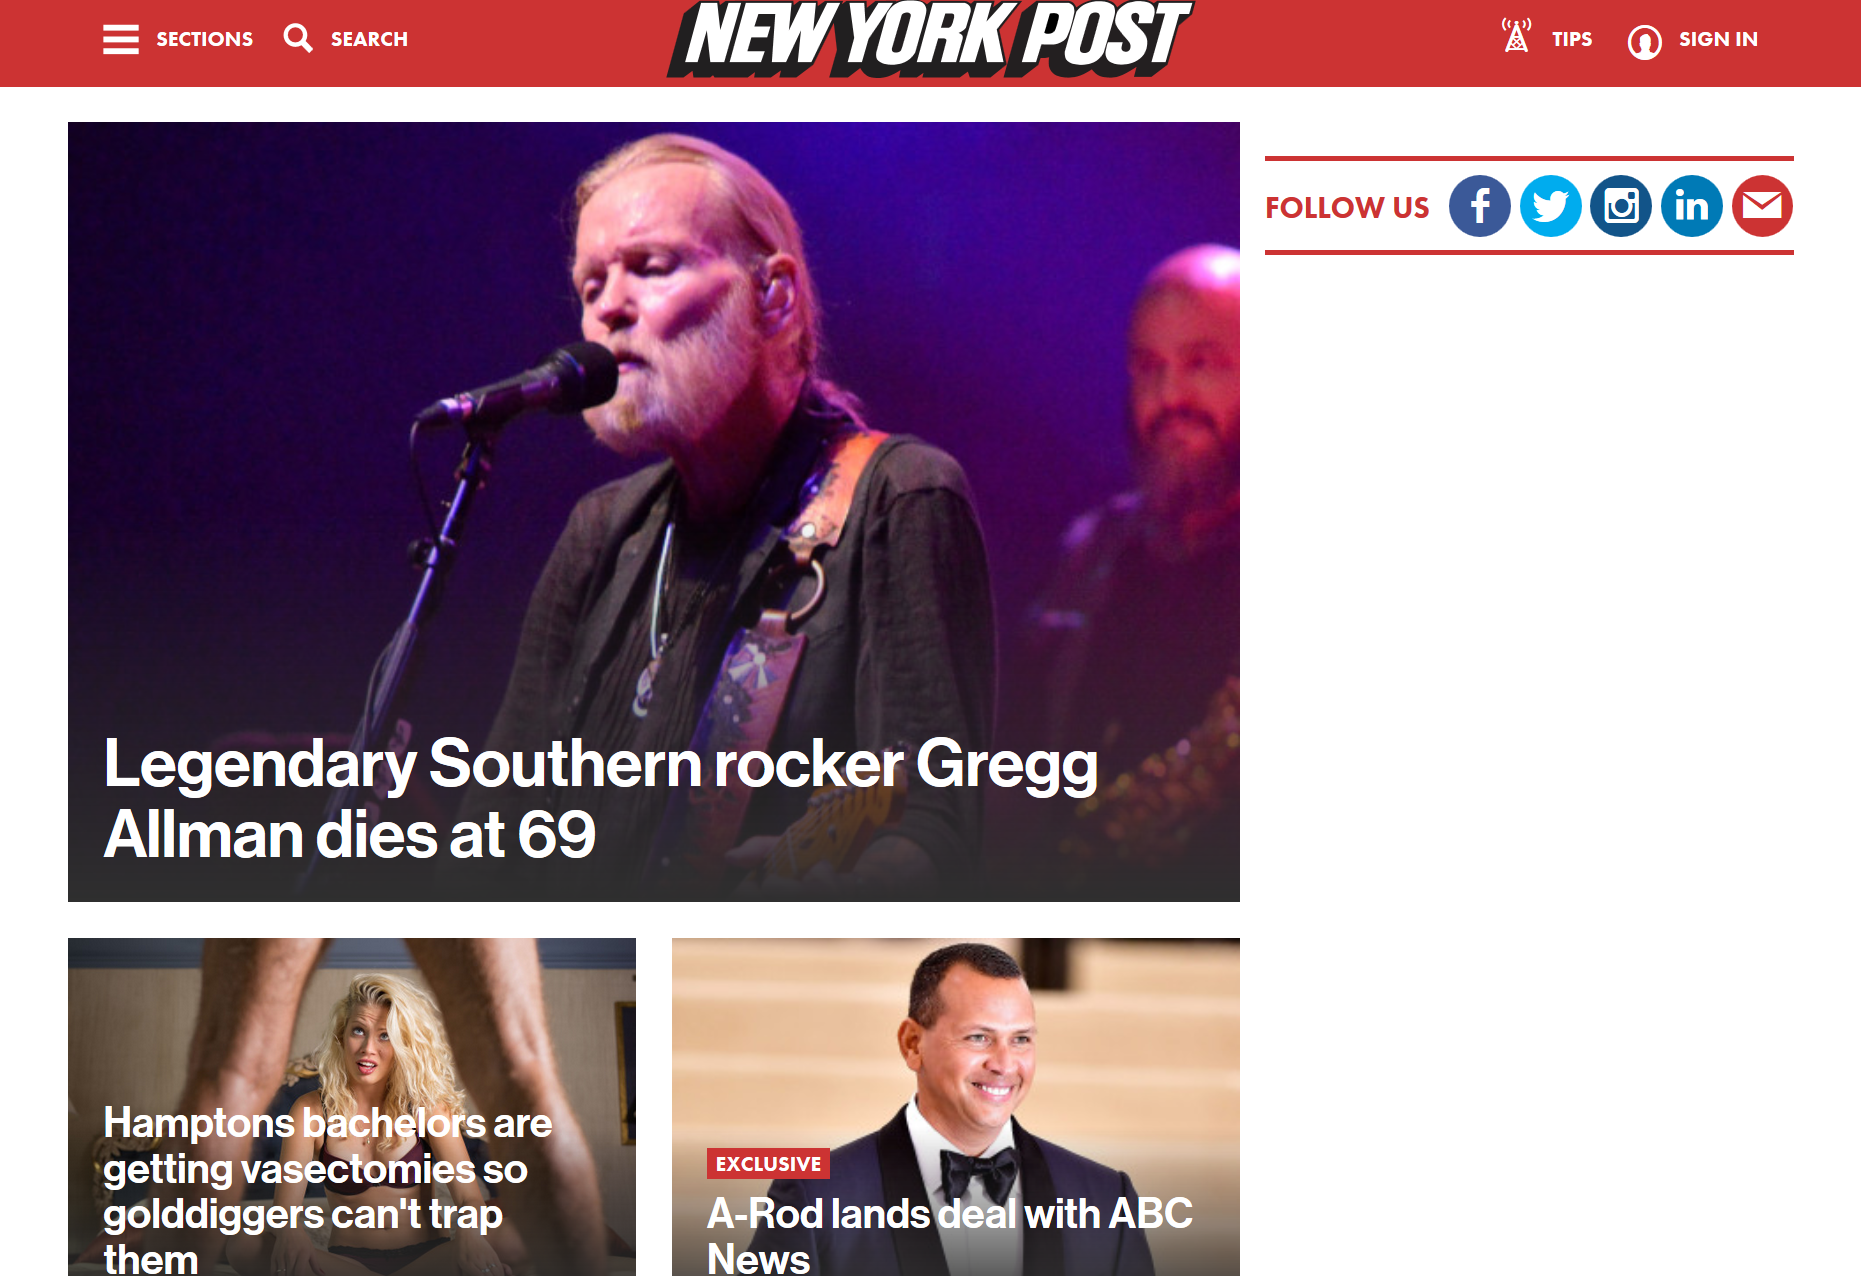 SECTIONS
SEARCH
NEW YORK POST
TIPS
SIGN IN
FOLLOW US
Legendary Southern rocker Gregg
Allman dies at 69
Hamptons bachelors are
getting vasectomies so
golddiggers can't trap
them
EXCLUSIVE
A-Rod lands deal with ABC
News